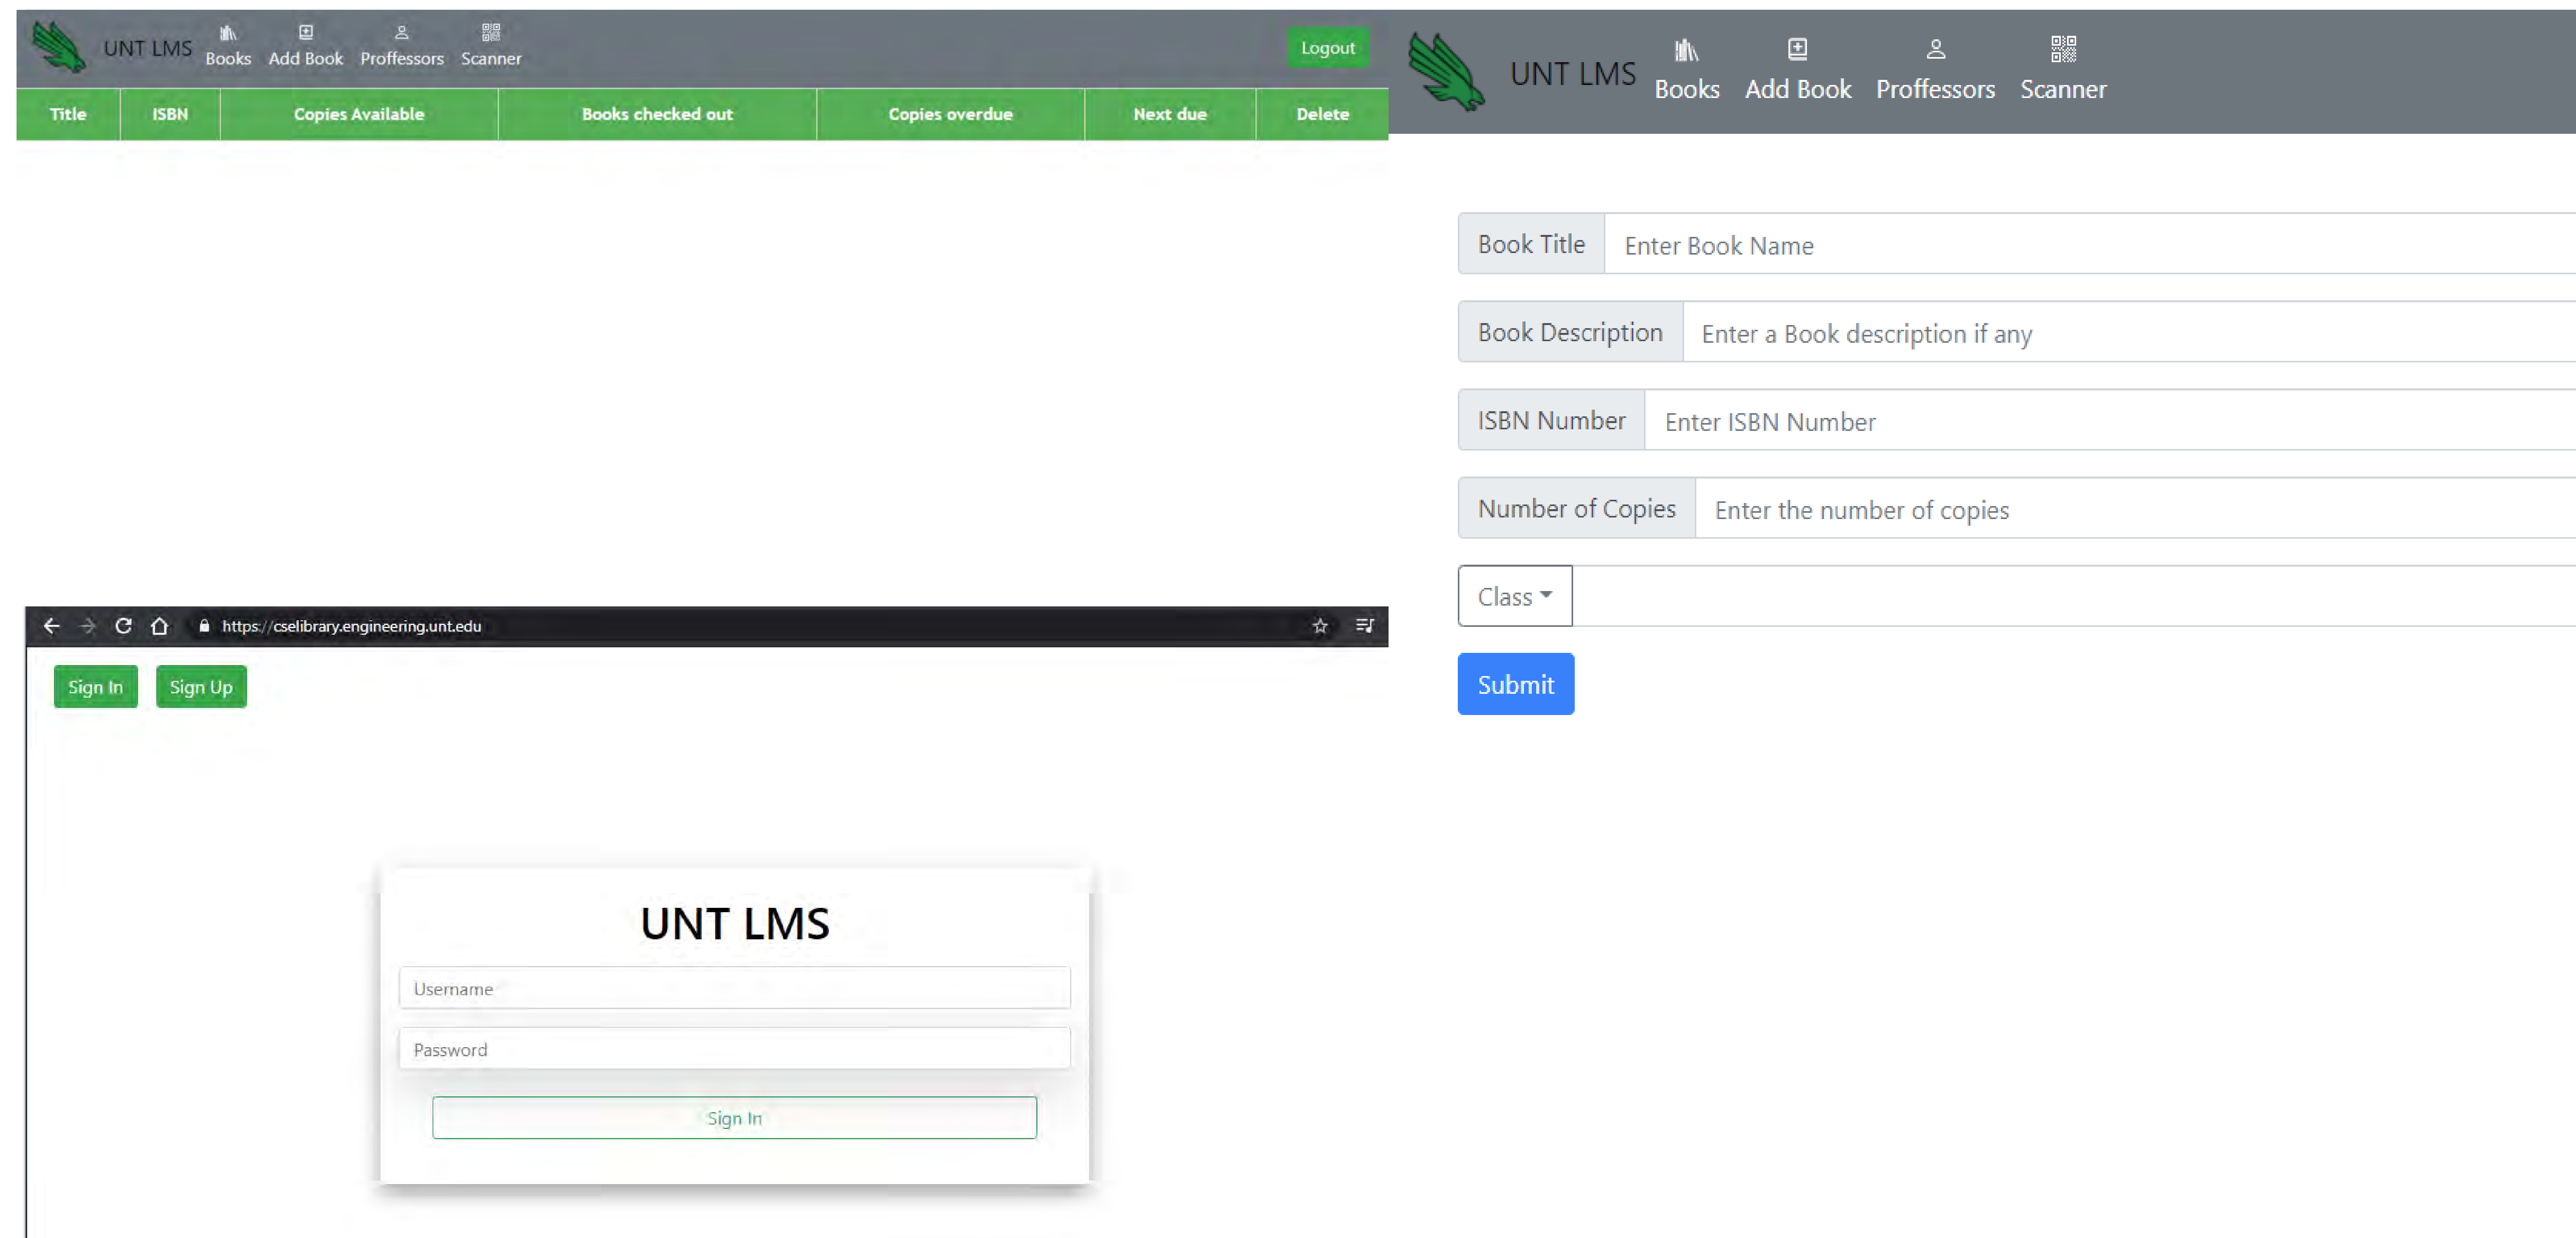 UNT LMS Books Add Book Proffessors Scanner Logout
Title ISBN Copies Available Books checked out Copies overdue Next due Delete
https://cselibrary.engineering.unt.edu
Sign In Sign Up
UNT LMS
Username
Password
Sign In
UNT LMS Books Add Book Proffessors Scanner
Book Title Enter Book Name
Book Description Enter a Book description if any
ISBN Number Enter ISBN Number
Number of Copies Enter the number of copies
Class
Submit